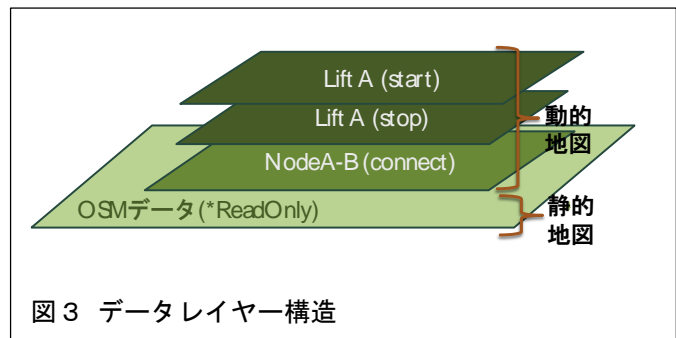 Lift A (start)
Lift A (stop)
動的
地図
NodeA-B (connect)
OSMデータ(*ReadOnly)
静的
地図
図３ データレイヤー構造